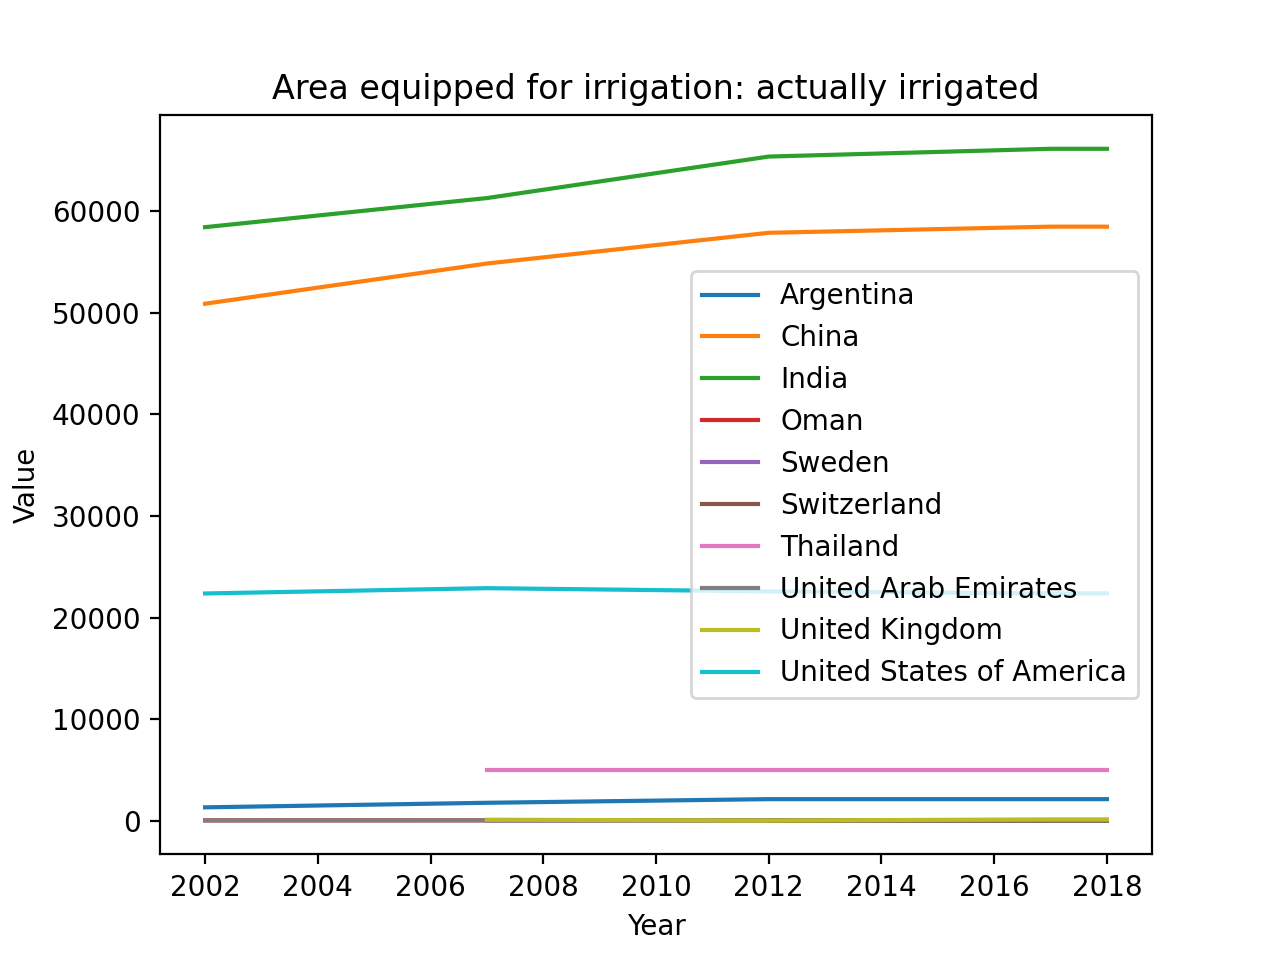 Area equipped for irrigation: actually irrigated
60000
50000
40000
30000
20000
10000
0
Value
Argentina
China
India
Oman
Sweden
Switzerland
Thailand
United Arab Emirates
United Kingdom
United States of America
2002 2004 2006 2008 2010 2012 2014 2016 2018
Year